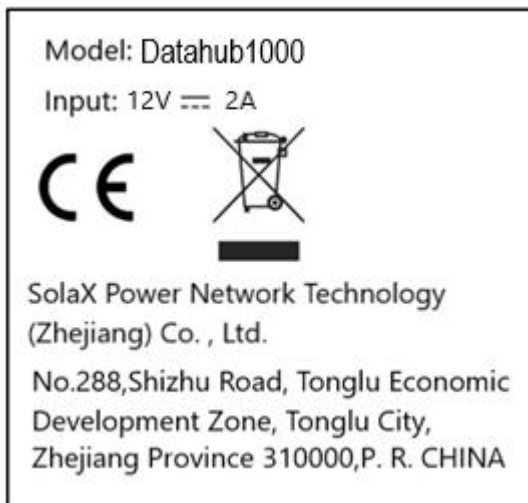 Model: Datahub1000
Input: 12V ⎓ 2A
CE
SolaX Power Network Technology
(Zhejiang) Co. , Ltd.
No.288,Shizhu Road, Tonglu Economic
Development Zone, Tonglu City,
Zhejiang Province 310000,P. R. CHINA